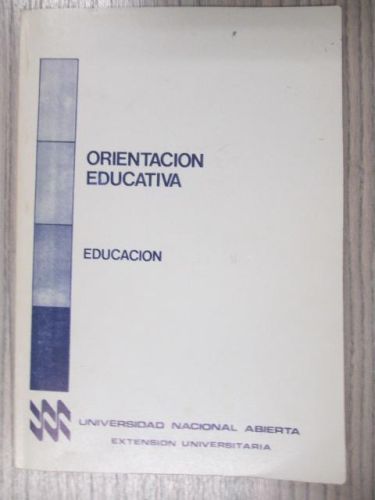 ORIENTACION
EDUCATIVA
EDUCACION
UNIVERSIDAD NACIONAL ABIERTA
EXTENSION UNIVERSITARIA